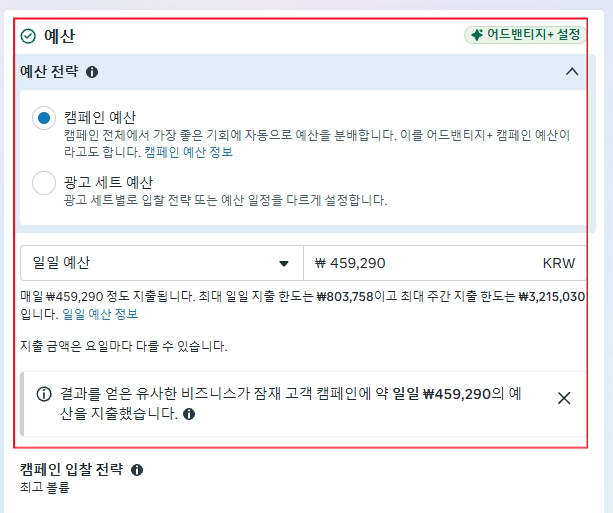 예산
어드밴티지+ 설정
예산 전략
캠페인 예산
캠페인 전체에서 가장 좋은 기회에 자동으로 예산을 분배합니다. 이를 어드밴티지+ 캠페인 예산이
라고도 합니다. 캠페인 예산 정보
광고 세트 예산
광고 세트별로 입찰 전략 또는 예산 일정을 다르게 설정합니다.
일일 예산
₩ 459,290 KRW
매일 ₩459,290 정도 지출됩니다. 최대 일일 지출 한도는 ₩803,758이고 최대 주간 지출 한도는 ₩3,215,030
입니다. 일일 예산 정보
지출 금액은 요일마다 다를 수 있습니다.
결과를 얻은 유사한 비즈니스가 잠재 고객 캠페인에 약 일일 ₩459,290의 예
산을 지출했습니다.
캠페인 입찰 전략
최고 볼륨